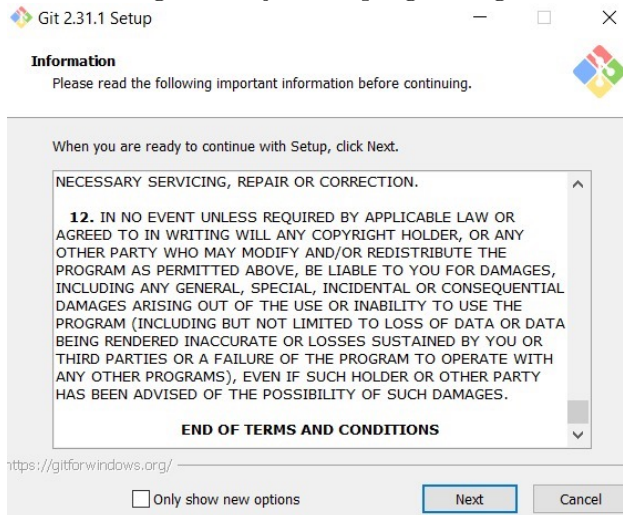 Git 2.31.1 Setup
Information
Please read the following important information before continuing.
When you are ready to continue with Setup, click Next.
NECESSARY SERVICING, REPAIR OR CORRECTION.
12. IN NO EVENT UNLESS REQUIRED BY APPLICABLE LAW OR
AGREED TO IN WRITING WILL ANY COPYRIGHT HOLDER, OR ANY
OTHER PARTY WHO MAY MODIFY AND/OR REDISTRIBUTE THE
PROGRAM AS PERMITTED ABOVE, BE LIABLE TO YOU FOR DAMAGES,
INCLUDING ANY GENERAL, SPECIAL, INCIDENTAL OR CONSEQUENTIAL
DAMAGES ARISING OUT OF THE USE OR INABILITY TO USE THE
PROGRAM (INCLUDING BUT NOT LIMITED TO LOSS OF DATA OR DATA
BEING RENDERED INACCURATE OR LOSSES SUSTAINED BY YOU OR
THIRD PARTIES OR A FAILURE OF THE PROGRAM TO OPERATE WITH
ANY OTHER PROGRAMS), EVEN IF SUCH HOLDER OR OTHER PARTY
HAS BEEN ADVISED OF THE POSSIBILITY OF SUCH DAMAGES.
END OF TERMS AND CONDITIONS
https://gitforwindows.org/
Only show new options
Next
Cancel